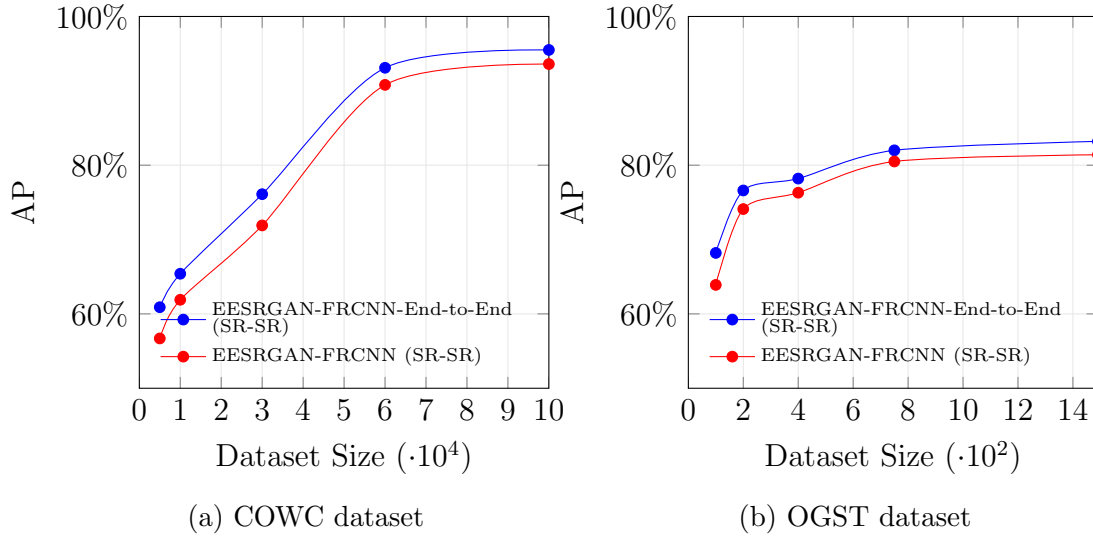 100%
80%
60%
AP
EESRGAN-FRCNN-End-to-End
(SR-SR)
EESRGAN-FRCNN (SR-SR)
0 1 2 3 4 5 6 7 8 9 10
Dataset Size (·10⁴)
(a) COWC dataset
100%
80%
60%
AP
EESRGAN-FRCNN-End-to-End
(SR-SR)
EESRGAN-FRCNN (SR-SR)
0 2 4 6 8 10 12 14
Dataset Size (·10²)
(b) OGST dataset